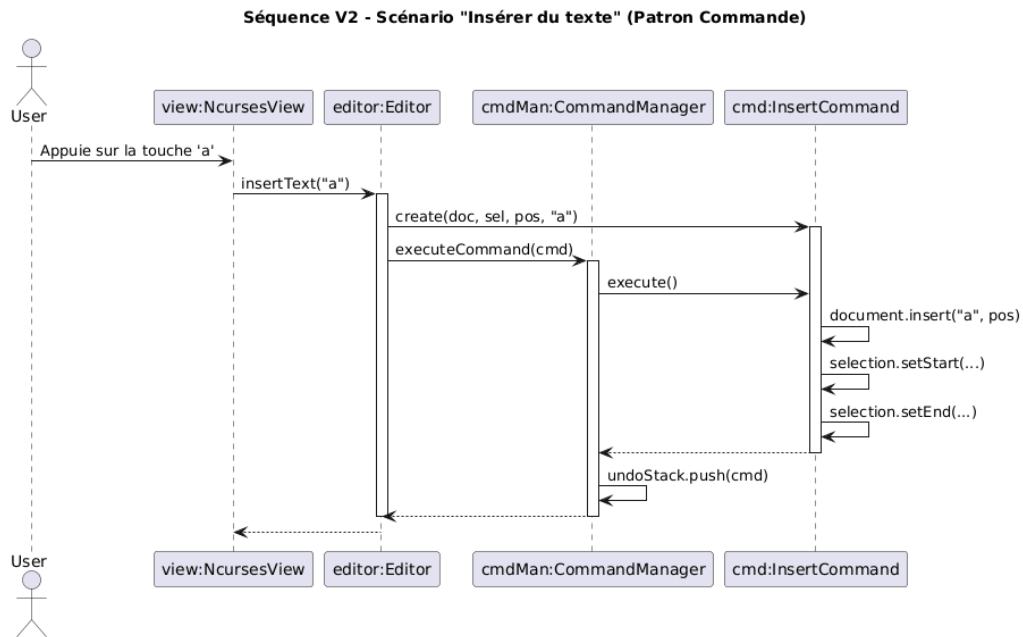 Séquence V2 - Scénario "Insérer du texte" (Patron Commande)
User
view:NcursesView
editor:Editor
cmdMan:CommandManager
cmd:InsertCommand
Appuie sur la touche 'a'
insertText("a")
create(doc, sel, pos, "a")
executeCommand(cmd)
execute()
document.insert("a", pos)
selection.setStart(...)
selection.setEnd(...)
undoStack.push(cmd)
User
view:NcursesView
editor:Editor
cmdMan:CommandManager
cmd:InsertCommand